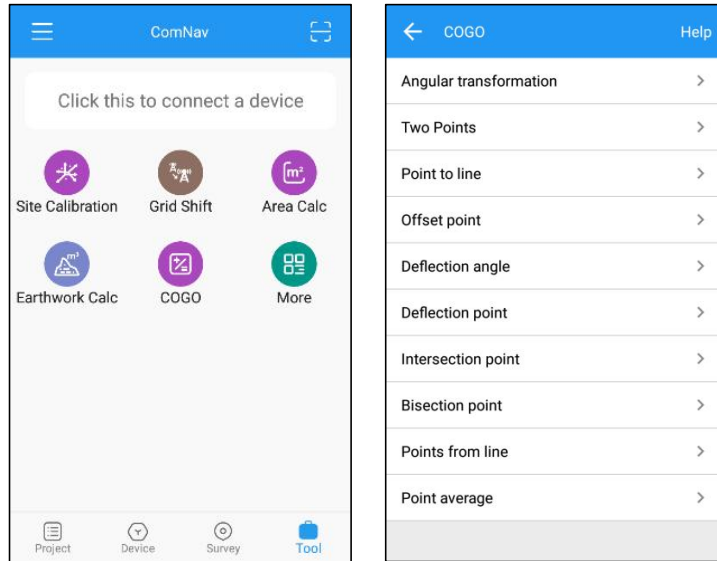 ComNav
Click this to connect a device
Site Calibration
Grid Shift
Area Calc
m²
m³
Earthwork Calc
COGO
More
Project
Device
Survey
Tool
COGO
Help
Angular transformation
Two Points
Point to line
Offset point
Deflection angle
Deflection point
Intersection point
Bisection point
Points from line
Point average